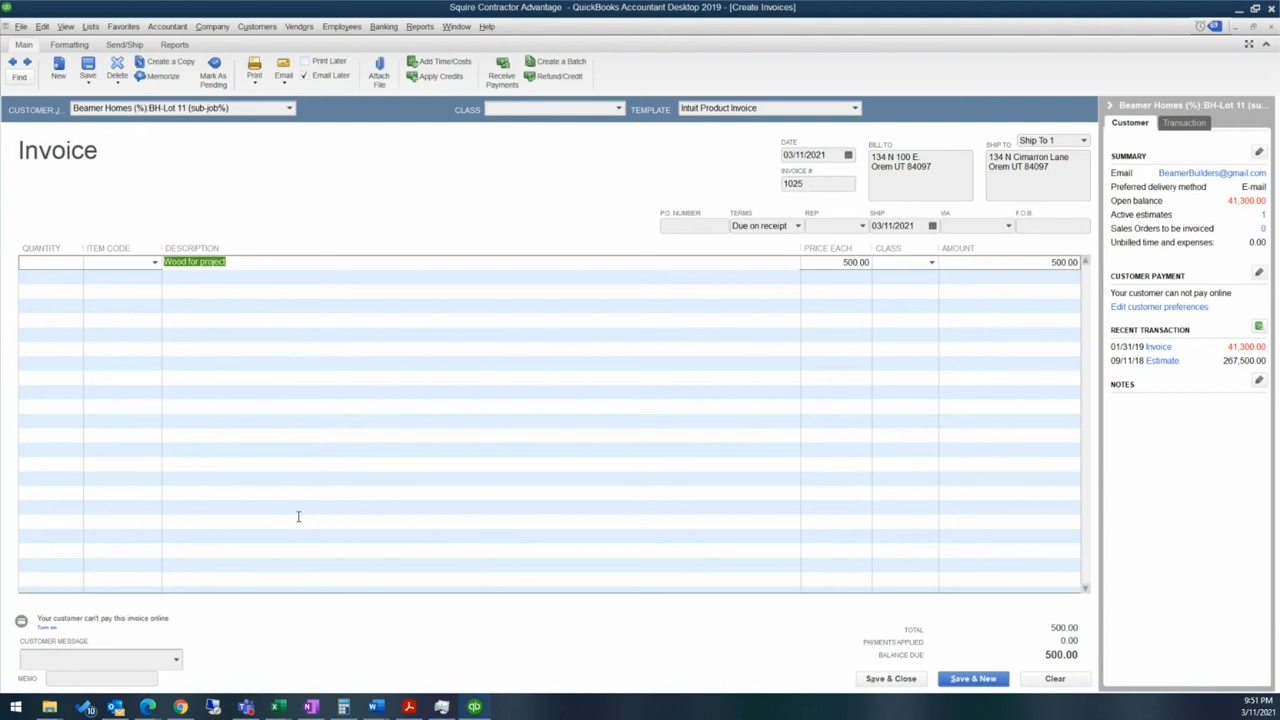 Squire Contractor Advantage - QuickBooks Accountant Desktop 2019 - [Create Invoices]
File Edit View Lists Favorites Accountant Company Customers Vendors Employees Banking Reports Window Help 69
Main Formatting Send/Ship Reports
Find New Save Delete Create a Copy Memorize Mark As Pending Print Email Print Later Email Later Attach File Add Time/Costs Apply Credits Receive Payments Create a Batch Refund/Credit
CUSTOMER:J... Beamer Homes (%):BH-Lot 11 (sub-job%) CLASS TEMPLATE Intuit Product Invoice
Invoice
DATE
03/11/2021
INVOICE #
1025
BILL TO
134 N 100 E.
Orem UT 84097
SHIP TO Ship To 1
134 N Cimarron Lane
Orem UT 84097
P.O. NUMBER TERMS REP SHIP VIA F.O.B.
Due on receipt 03/11/2021
QUANTITY ITEM CODE DESCRIPTION PRICE EACH CLASS AMOUNT
Wood for project 500.00 500.00
Your customer can't pay this invoice online
Turn on
CUSTOMER MESSAGE
MEMO
TOTAL 500.00
PAYMENTS APPLIED 0.00
BALANCE DUE 500.00
Save & Close Save & New Clear
Beamer Homes (%):BH-Lot 11 (su...
Customer Transaction
SUMMARY
Email BeamerBuilders@gmail.com
Preferred delivery method E-mail
Open balance 41,300.00
Active estimates 1
Sales Orders to be invoiced 0
Unbilled time and expenses: 0.00
CUSTOMER PAYMENT
Your customer can not pay online
Edit customer preferences
RECENT TRANSACTION
01/31/19 Invoice 41,300.00
09/11/18 Estimate 267,500.00
NOTES
9:51 PM
3/11/2021